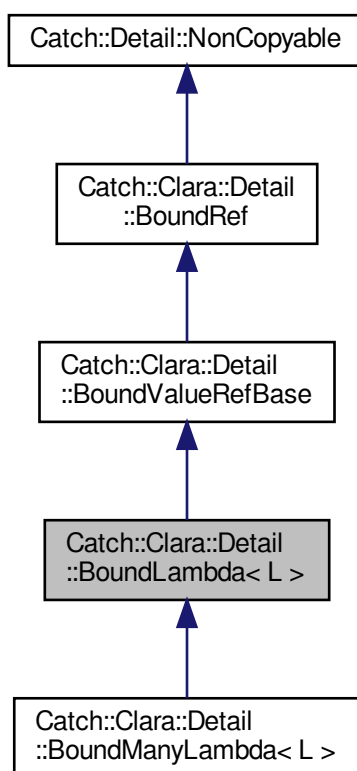 Catch::Detail::NonCopyable
Catch::Clara::Detail
::BoundRef
Catch::Clara::Detail
::BoundValueRefBase
Catch::Clara::Detail
::BoundLambda< L >
Catch::Clara::Detail
::BoundManyLambda< L >